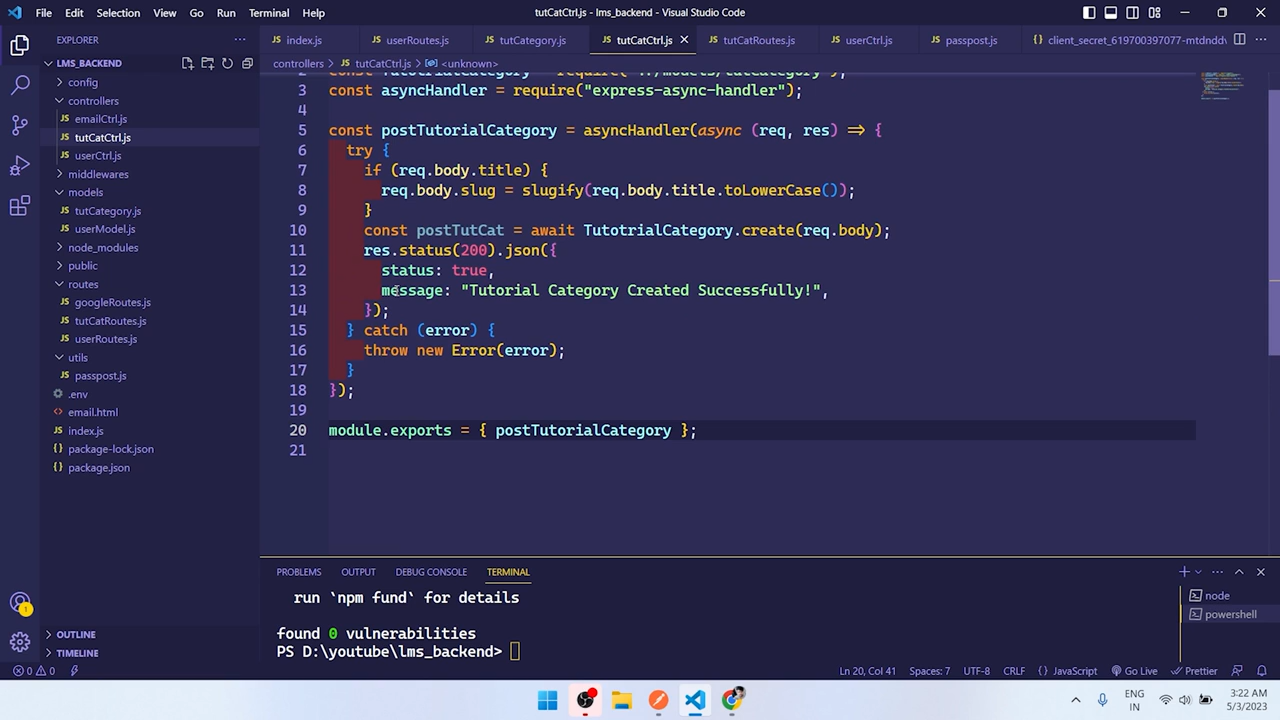 File Edit Selection View Go Run Terminal Help
tutCatCtrl.js - lms_backend - Visual Studio Code
EXPLORER
index.js userRoutes.js tutCategory.js tutCatCtrl.js tutCatRoutes.js userCtrl.js passpost.js client_secret_619700397077-mtdndd
LMS_BACKEND
config
controllers
emailCtrl.js
tutCatCtrl.js
userCtrl.js
middlewares
models
tutCategory.js
userModel.js
node_modules
public
routes
googleRoutes.js
tutCatRoutes.js
userRoutes.js
utils
passpost.js
.env
email.html
index.js
package-lock.json
package.json
OUTLINE
TIMELINE
controllers > tutCatCtrl.js > <unknown>
3 const asyncHandler = require("express-async-handler");
4
5 const postTutorialCategory = asyncHandler(async (req, res) => {
6 try {
7 if (req.body.title) {
8 req.body.slug = slugify(req.body.title.toLowerCase());
9 }
10 const postTutCat = await TutotrialCategory.create(req.body);
11 res.status(200).json({
12 status: true,
13 message: "Tutorial Category Created Successfully!",
14 });
15 } catch (error) {
16 throw new Error(error);
17 }
18 });
19
20 module.exports = { postTutorialCategory };
21
PROBLEMS OUTPUT DEBUG CONSOLE TERMINAL
run `npm fund` for details
found 0 vulnerabilities
PS D:\youtube\lms_backend>
node
powershell
0 0 Ln 20, Col 41 Spaces: 7 UTF-8 CRLF {} JavaScript Go Live Prettier
1
ENG
IN
3:22 AM
5/3/2023